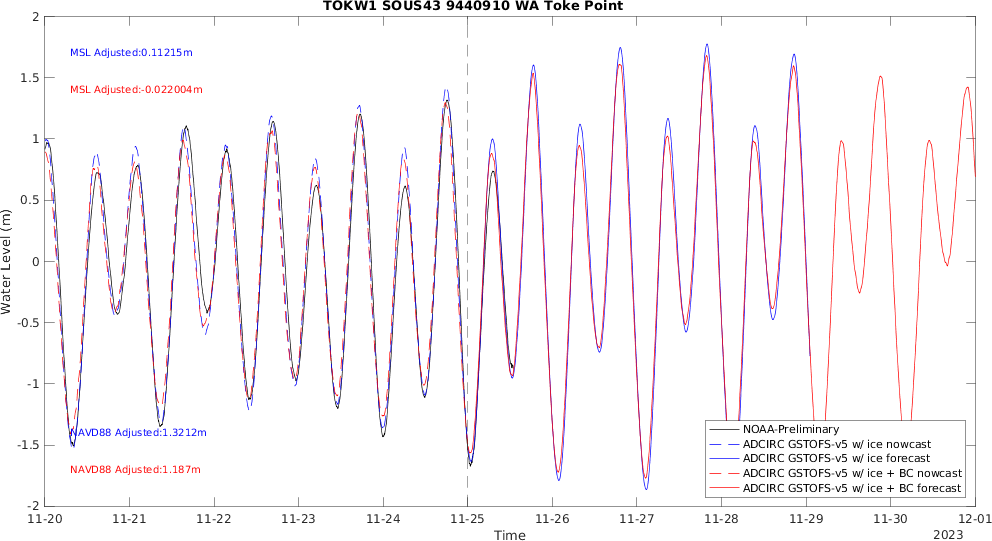 TOKW1 SOUS43 9440910 WA Toke Point
2
1.5
1
0.5
0
-0.5
-1
-1.5
-2
Water Level (m)
MSL Adjusted:0.11215m
MSL Adjusted:-0.022004m
NAVD88 Adjusted:1.3212m
NAVD88 Adjusted:1.187m
NOAA-Preliminary
ADCIRC GSTOFS-v5 w/ ice nowcast
ADCIRC GSTOFS-v5 w/ ice forecast
ADCIRC GSTOFS-v5 w/ ice + BC nowcast
ADCIRC GSTOFS-v5 w/ ice + BC forecast
11-20 11-21 11-22 11-23 11-24 11-25 11-26 11-27 11-28 11-29 11-30 12-01
Time
2023